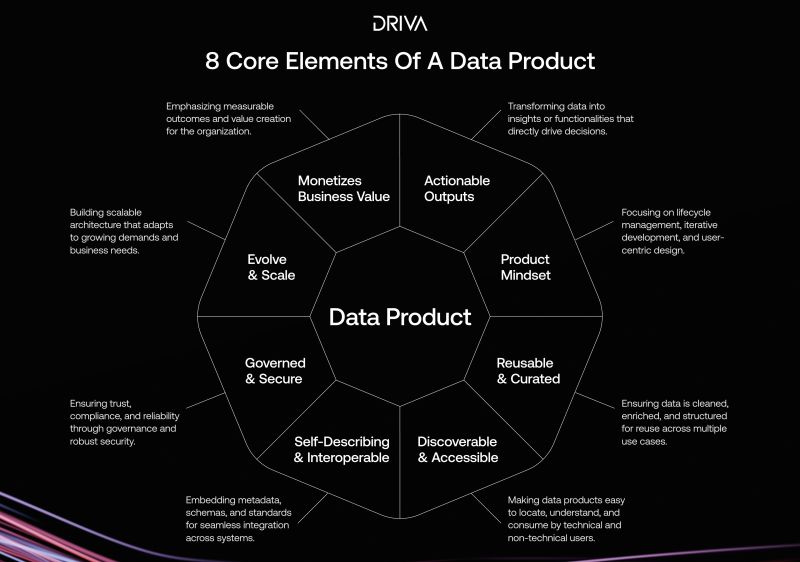 DRIVA
8 Core Elements Of A Data Product
Emphasizing measurable
outcomes and value creation
for the organization.
Transforming data into
insights or functionalities that
directly drive decisions.
Monetizes
Business Value
Actionable
Outputs
Building scalable
architecture that adapts
to growing demands and
business needs.
Focusing on lifecycle
management, iterative
development, and user-
centric design.
Evolve
& Scale
Product
Mindset
Data Product
Governed
& Secure
Reusable
& Curated
Ensuring trust,
compliance, and reliability
through governance and
robust security.
Ensuring data is cleaned,
enriched, and structured
for reuse across multiple
use cases.
Self-Describing
& Interoperable
Discoverable
& Accessible
Embedding metadata,
schemas, and standards
for seamless integration
across systems.
Making data products easy
to locate, understand, and
consume by technical and
non-technical users.